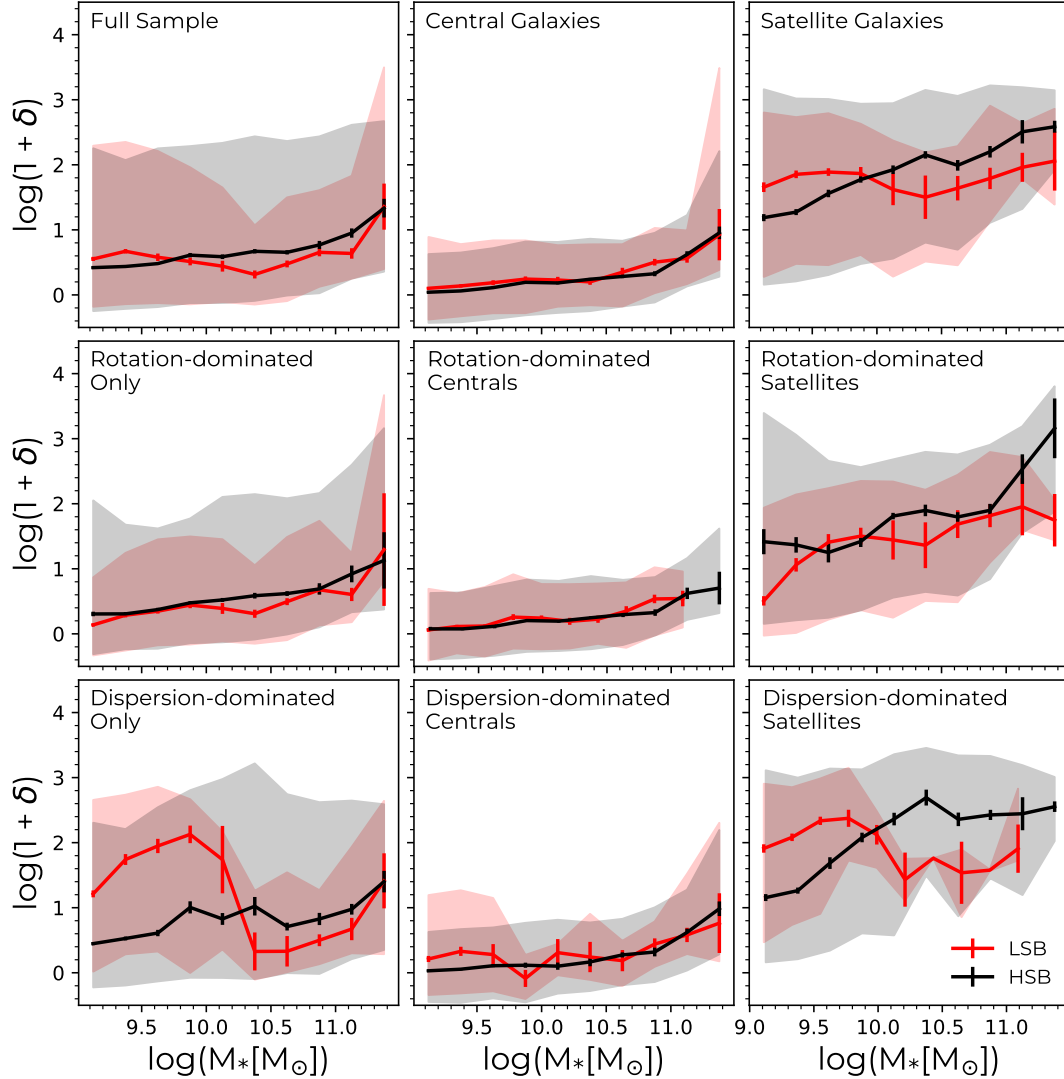 Full Sample
Central Galaxies
Satellite Galaxies
log(1 + δ)
4
3
2
1
0
Rotation-dominated
Only
Rotation-dominated
Centrals
Rotation-dominated
Satellites
log(1 + δ)
4
3
2
1
0
Dispersion-dominated
Only
Dispersion-dominated
Centrals
Dispersion-dominated
Satellites
log(1 + δ)
4
3
2
1
0
LSB
HSB
9.5 10.0 10.5 11.0
9.5 10.0 10.5 11.0
9.0 9.5 10.0 10.5 11.0
log(M*[M⊙])
log(M*[M⊙])
log(M*[M⊙])